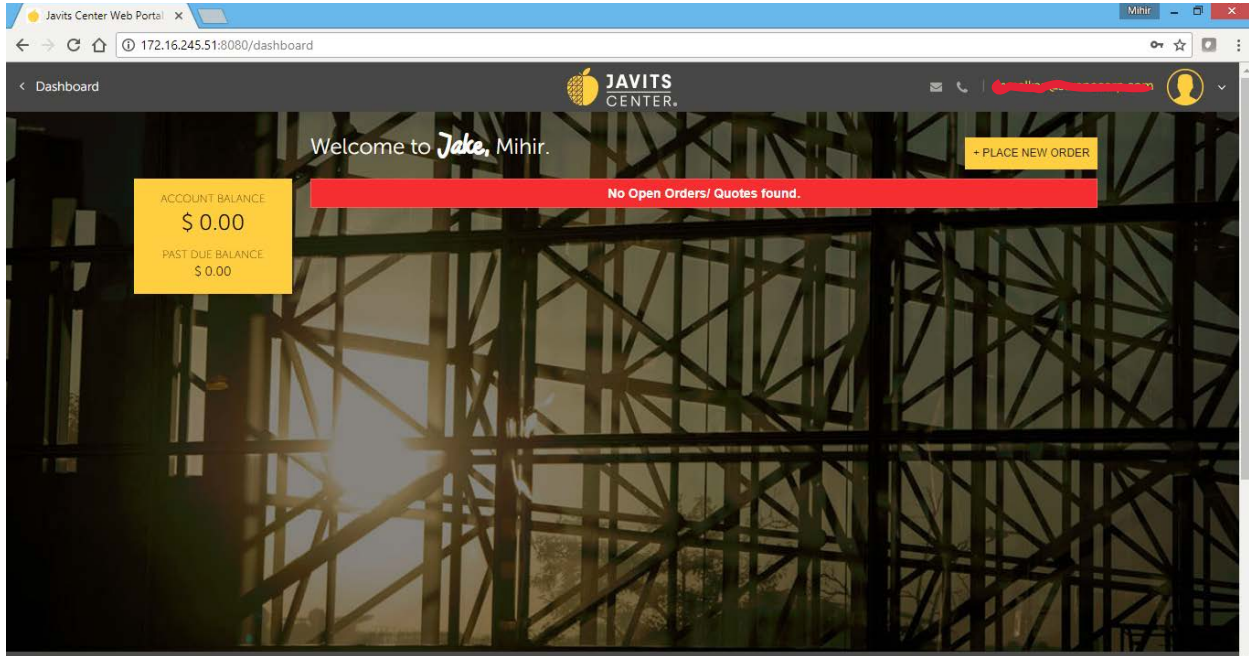 Javits Center Web Portal
Mihir
172.16.245.51:8080/dashboard
Dashboard
JAVITS
CENTER.
Welcome to Jake, Mihir.
+ PLACE NEW ORDER
No Open Orders/ Quotes found.
ACCOUNT BALANCE
$ 0.00
PAST DUE BALANCE
$ 0.00